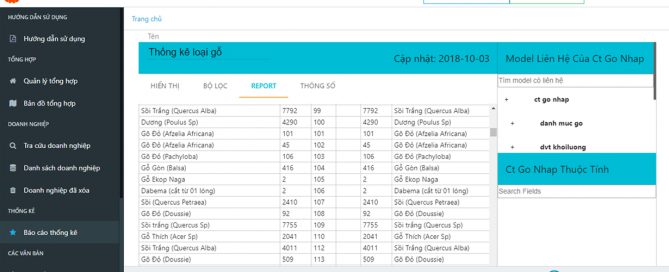 HƯỚNG DẪN SỬ DỤNG
Hướng dẫn sử dụng
TỔNG HỢP
Quản lý tổng hợp
Bản đồ tổng hợp
DOANH NGHIỆP
Tra cứu doanh nghiệp
Danh sách doanh nghiệp
Doanh nghiệp đã xóa
THỐNG KÊ
Báo cáo thống kê
CÁC VĂN BẢN
Trang chủ
Tên
Thống kê loại gỗ
Cập nhật: 2018-10-03
HIỂN THỊ BỘ LỌC REPORT THÔNG SỐ
Sồi Trắng (Quercus Alba) 7792 99 7792 Sồi Trắng (Quercus Alba)
Dương (Poulus Sp) 4290 100 4290 Dương (Poulus Sp)
Gõ Đỏ (Afzelia Africana) 101 101 101 Gõ Đỏ (Afzelia Africana)
Gõ Đỏ (Afzelia Africana) 45 102 45 Gõ Đỏ (Afzelia Africana)
Gõ Đỏ (Pachyloba) 106 103 106 Gõ Đỏ (Pachyloba)
Gỗ Gòn (Balsa) 416 104 416 Gỗ Gòn (Balsa)
Gỗ Ekop Naga 2 105 2 Gỗ Ekop Naga
Dabema (cắt từ 01 lóng) 2 106 2 Dabema (cắt từ 01 lóng)
Sồi (Quercus Petraea) 2410 107 2410 Sồi (Quercus Petraea)
Gõ Đỏ (Doussie) 92 108 92 Gõ Đỏ (Doussie)
Sồi trắng (Quercus Sp) 7755 109 7755 Sồi trắng (Quercus Sp)
Gỗ Thích (Acer Sp) 2041 110 2041 Gỗ Thích (Acer Sp)
Sồi Trắng (Quercus Alba) 4011 112 4011 Sồi Trắng (Quercus Alba)
Gõ Đỏ (Doussie) 509 113 509 Gõ Đỏ (Doussie)
Model Liên Hệ Của Ct Go Nhap
Tìm model có liên hệ
+ ct go nhap
+ danh muc go
+ dvt khoiluong
Ct Go Nhap Thuộc Tính
Search Fields